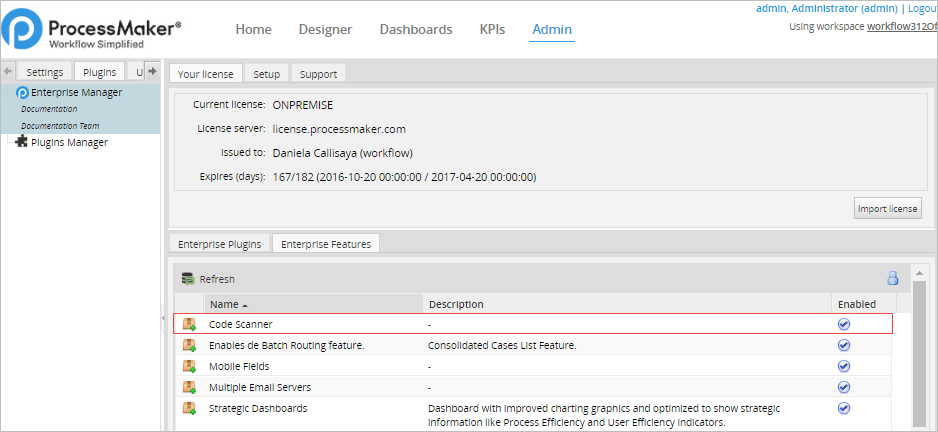 ProcessMaker®
Workflow Simplified
Home Designer Dashboards KPIs Admin
admin, Administrator (admin) | Logou
Using workspace workflow312Of
Settings Plugins U
Enterprise Manager
Documentation
Documentation Team
Plugins Manager
Your license Setup Support
Current license: ONPREMISE
License server: license.processmaker.com
Issued to: Daniela Callisaya (workflow)
Expires (days): 167/182 (2016-10-20 00:00:00 / 2017-04-20 00:00:00)
Import license
Enterprise Plugins Enterprise Features
Refresh
Name Description Enabled
Code Scanner -
Enables de Batch Routing feature. Consolidated Cases List Feature.
Mobile Fields -
Multiple Email Servers -
Strategic Dashboards Dashboard with improved charting graphics and optimized to show strategic
information like Process Efficiency and User Efficiency Indicators.